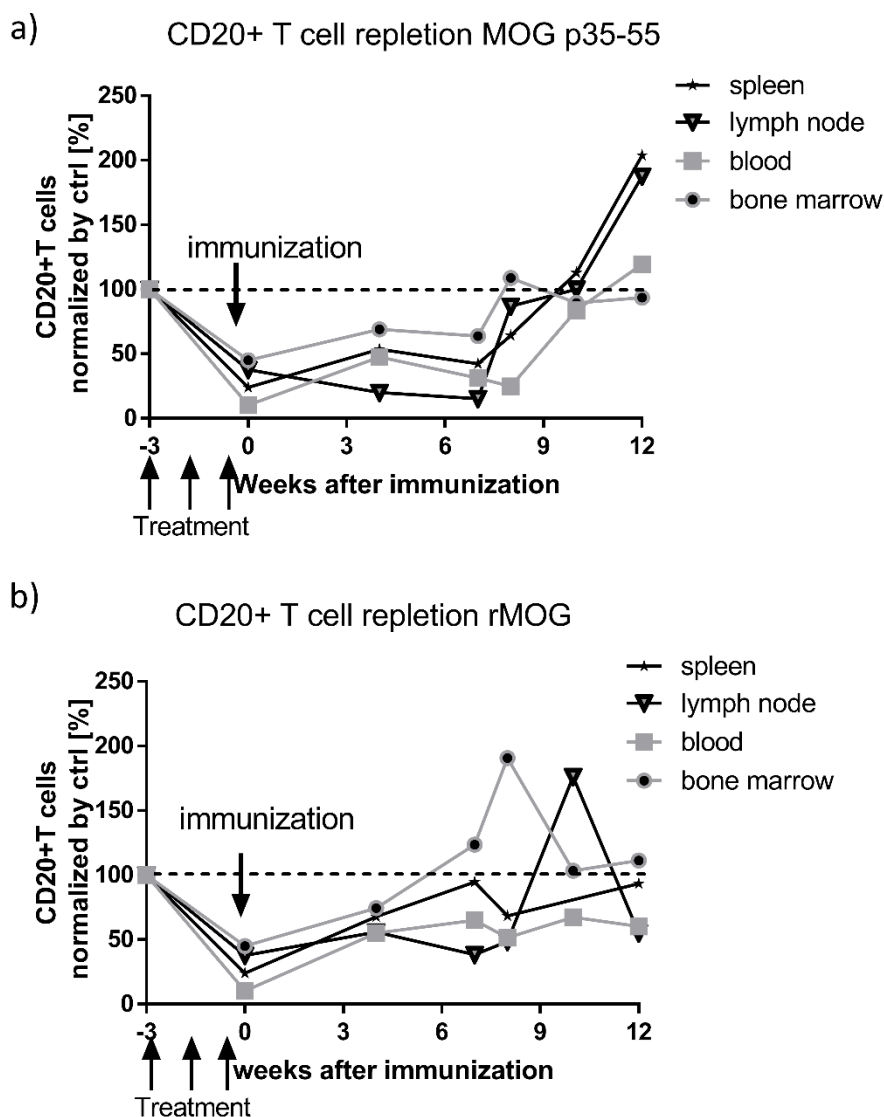 a)
CD20+ T cell repletion MOG p35-55
CD20+T cells
normalized by ctrl [%]
250
200
150
100
50
0
immunization
spleen
lymph node
blood
bone marrow
-3
0
3
6
9
12
Weeks after immunization
Treatment
b)
CD20+ T cell repletion rMOG
CD20+T cells
normalized by ctrl [%]
250
200
150
100
50
0
immunization
spleen
lymph node
blood
bone marrow
-3
0
3
6
9
12
weeks after immunization
Treatment